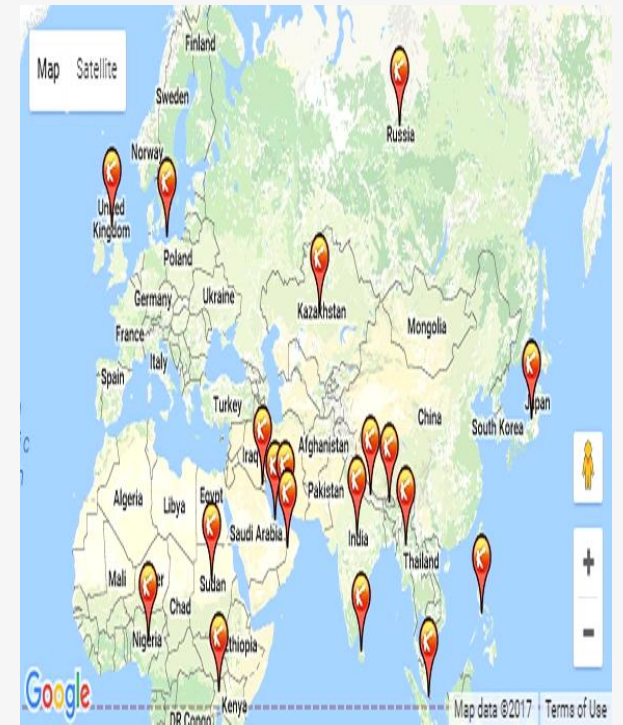 Finland
Map Satellite
Sweden
Russia
Norway
United
Kingdom
Poland
Germany
Ukraine
Kazakhstan
Mongolia
France
Italy
Spain
Turkey
China
Japan
South Korea
Iraq
Afghanistan
Algeria
Libya
Egypt
Pakistan
Saudi Arabia
India
Thailand
Mali
er
Chad
Sudan
Nigeria
Ethiopia
Google
Kenya
DR Congo
Map data ©2017 Terms of Use